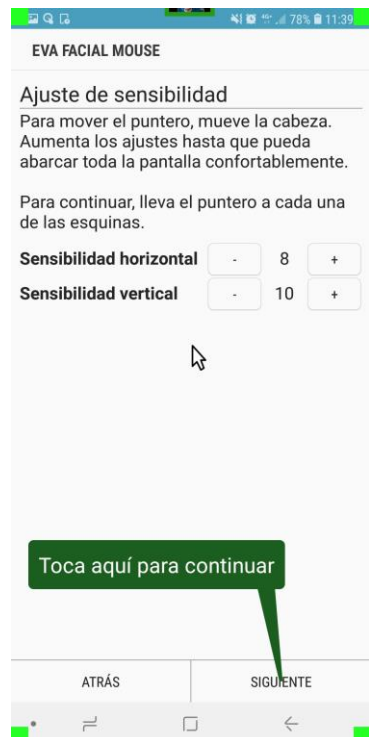 78% 11:39
EVA FACIAL MOUSE
Ajuste de sensibilidad
Para mover el puntero, mueve la cabeza.
Aumenta los ajustes hasta que pueda
abarcar toda la pantalla confortablemente.
Para continuar, lleva el puntero a cada una
de las esquinas.
Sensibilidad horizontal - 8 +
Sensibilidad vertical - 10 +
Toca aquí para continuar
ATRÁS SIGUIENTE